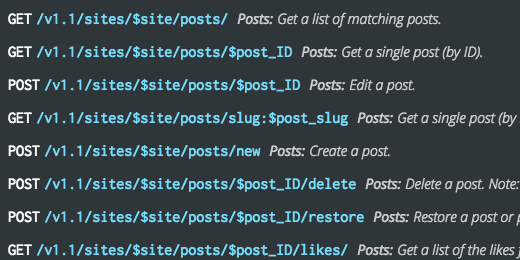 GET /v1.1/sites/$site/posts/ Posts: Get a list of matching posts.
GET /v1.1/sites/$site/posts/$post_ID Posts: Get a single post (by ID).
POST /v1.1/sites/$site/posts/$post_ID Posts: Edit a post.
GET /v1.1/sites/$site/posts/slug:$post_slug Posts: Get a single post (by
POST /v1.1/sites/$site/posts/new Posts: Create a post.
POST /v1.1/sites/$site/posts/$post_ID/delete Posts: Delete a post. Note:
POST /v1.1/sites/$site/posts/$post_ID/restore Posts: Restore a post or
GET /v1.1/sites/$site/posts/$post_ID/likes/ Posts: Get a list of the likes